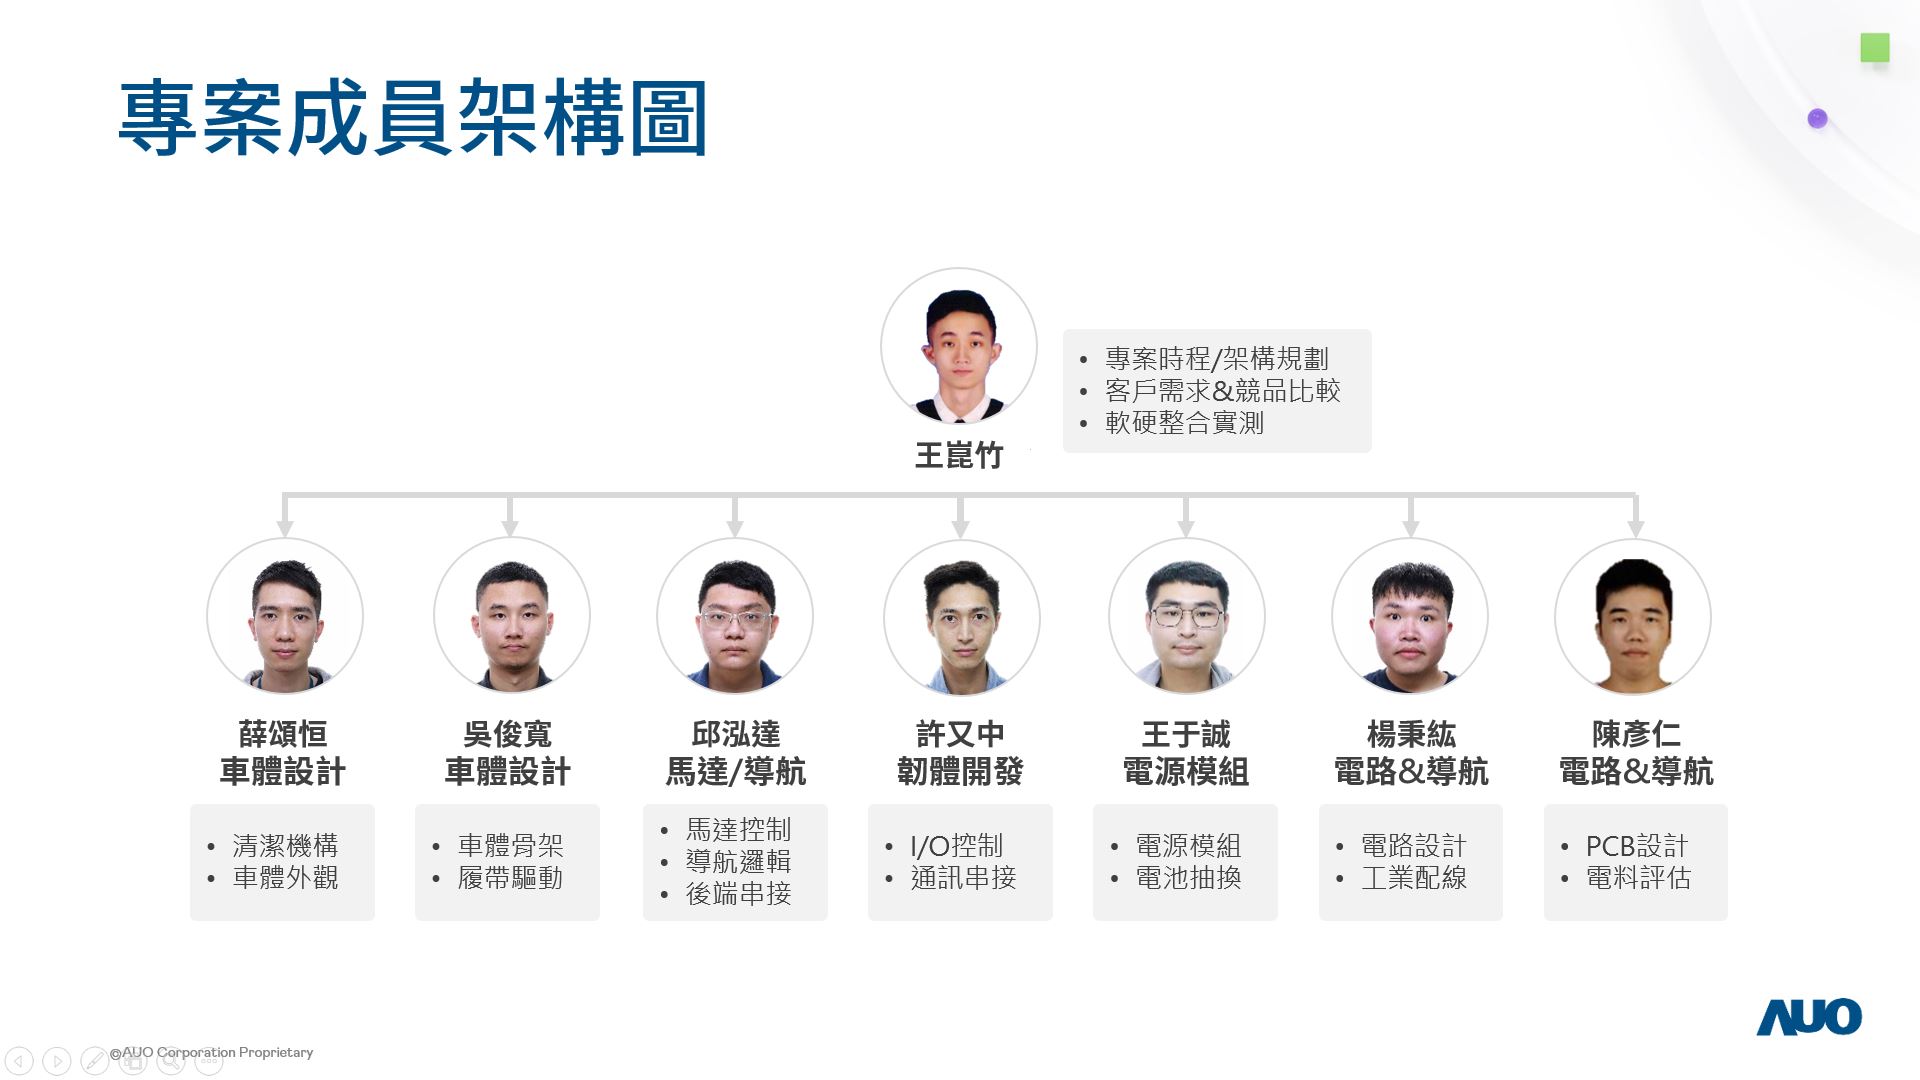 專案成員架構圖
• 專案時程/架構規劃
• 客戶需求&競品比較
• 軟硬整合實測
王崑竹
薛頌恒
車體設計
• 清潔機構
• 車體外觀
吳俊寬
車體設計
• 車體骨架
• 履帶驅動
邱泓達
馬達/導航
• 馬達控制
• 導航邏輯
• 後端串接
許又中
韌體開發
• I/O控制
• 通訊串接
王于誠
電源模組
• 電源模組
• 電池抽換
楊秉紘
電路&導航
• 電路設計
• 工業配線
陳彥仁
電路&導航
• PCB設計
• 電料評估
AUO
©AUO Corporation Proprietary